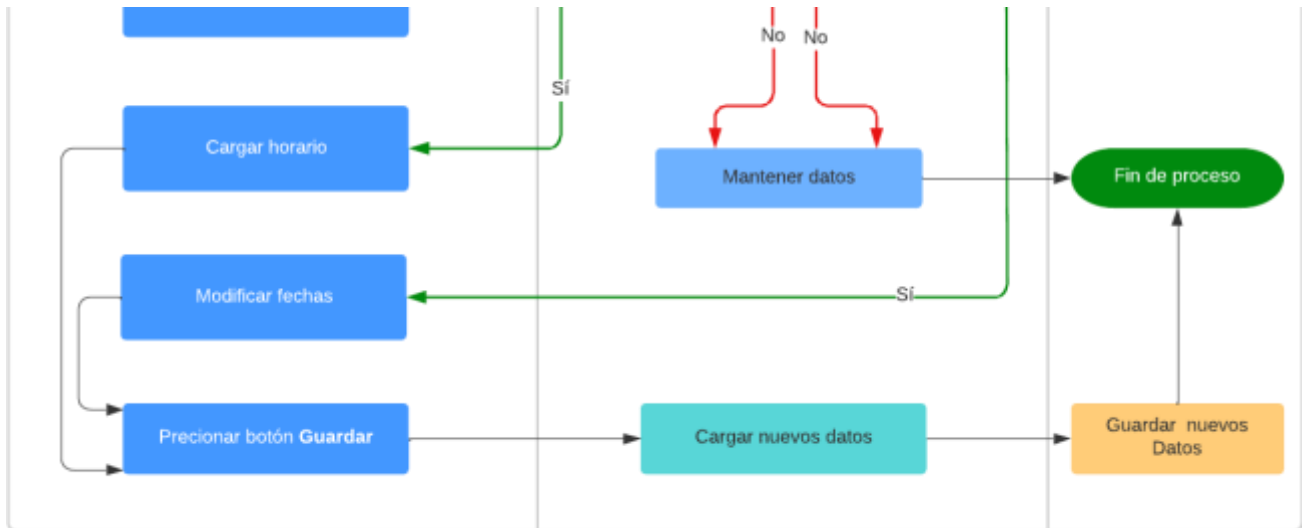 No
No
Sí
Cargar horario
Mantener datos
Fin de proceso
Modificar fechas
Sí
Precionar botón Guardar
Cargar nuevos datos
Guardar nuevos
Datos